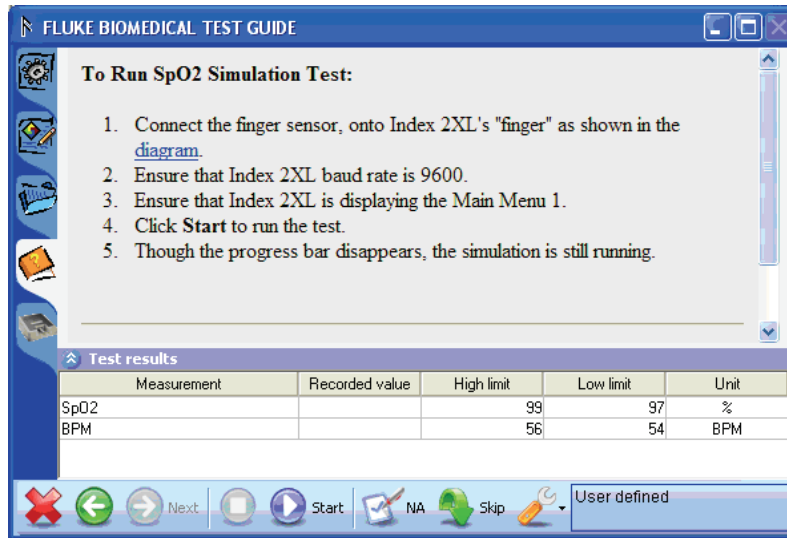 FLUKE BIOMEDICAL TEST GUIDE
To Run SpO2 Simulation Test:
1. Connect the finger sensor, onto Index 2XL's "finger" as shown in the
diagram.
2. Ensure that Index 2XL baud rate is 9600.
3. Ensure that Index 2XL is displaying the Main Menu 1.
4. Click Start to run the test.
5. Though the progress bar disappears, the simulation is still running.
Test results
Measurement Recorded value High limit Low limit Unit
SpO2 99 97 %
BPM 56 54 BPM
Next Start NA Skip User defined